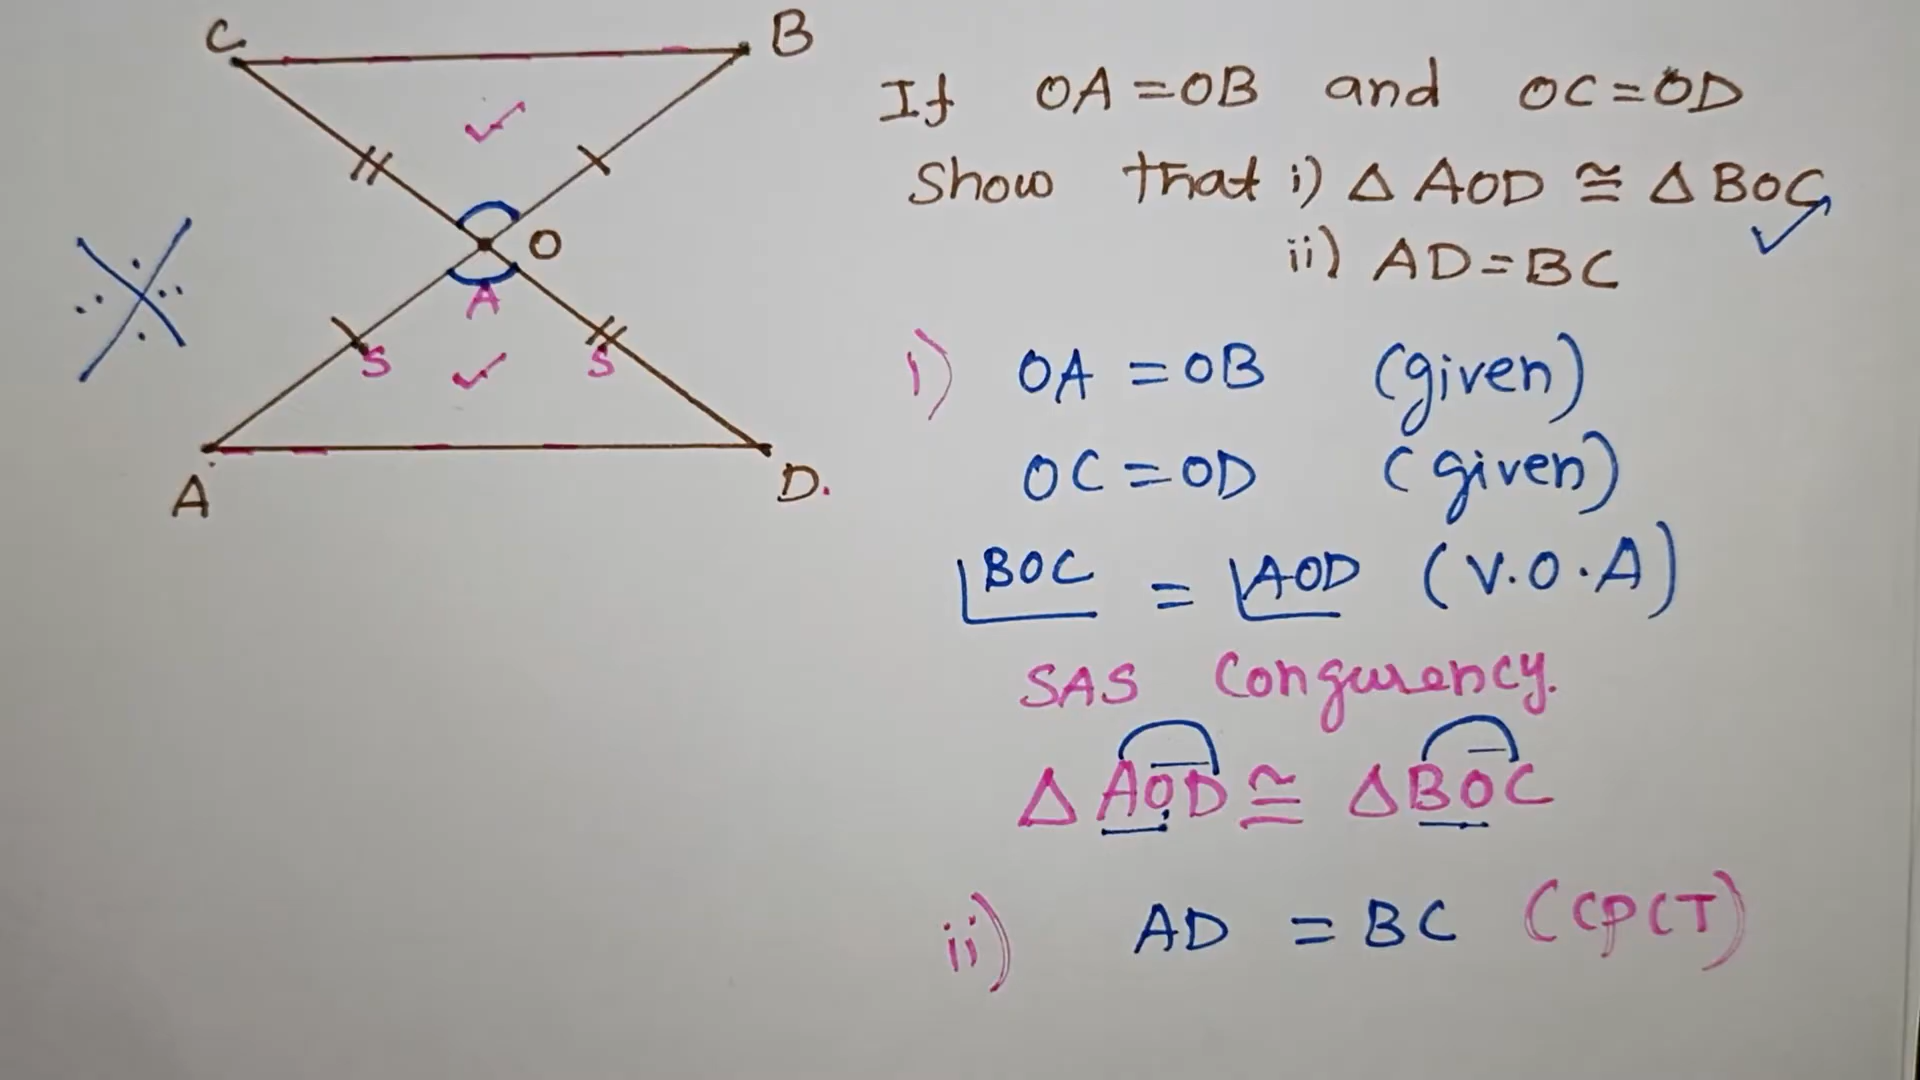 C
B
O
A
S
S
A
D.
If OA = OB and OC = OD
Show that i) Δ AOD ≅ Δ BOC
ii) AD = BC
i) OA = OB (given)
OC = OD (given)
∠BOC = ∠AOD (V.O.A)
SAS Congurency.
Δ AOD ≅ Δ BOC
ii) AD = BC (CPCT)